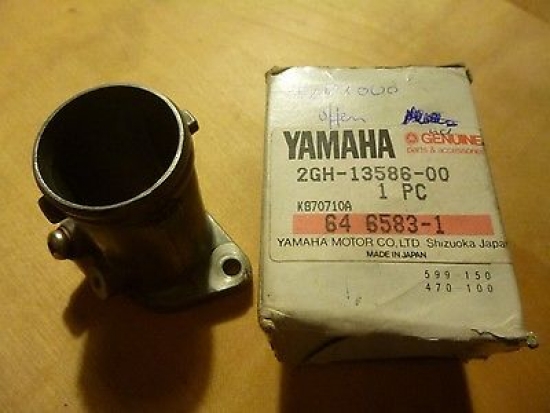 offen
YAMAHA GENUINE
parts & accessories
2GH-13586-00
1 PC
K870710A
64 6583-1
YAMAHA MOTOR CO., LTD Shizuoka Japan
MADE IN JAPAN
599 150
470 100